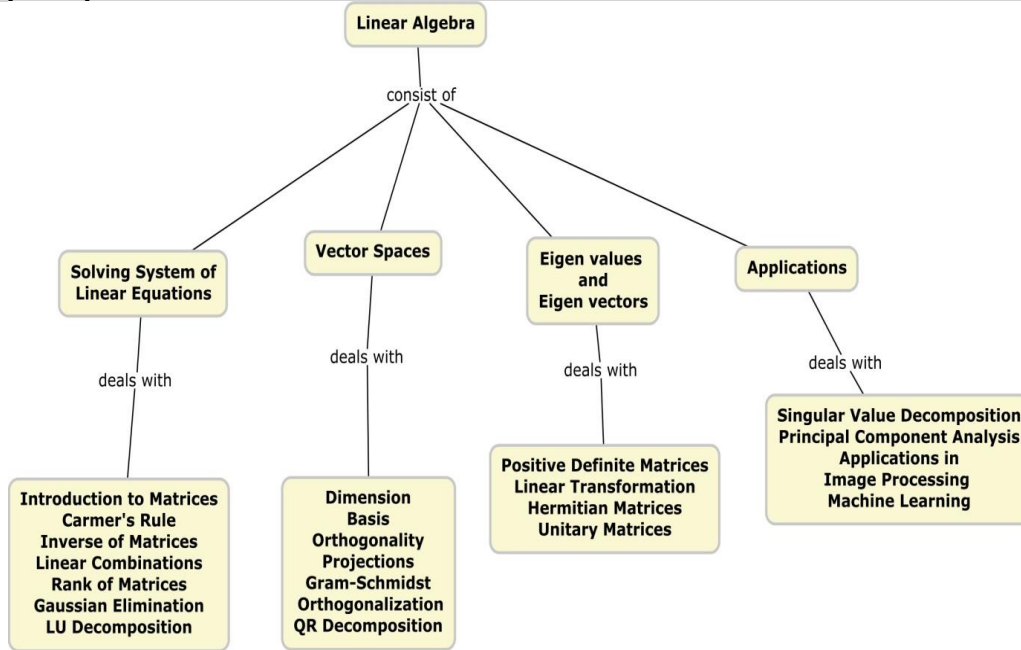 Linear Algebra
consist of
Solving System of
Linear Equations
Vector Spaces
Eigen values
and
Eigen vectors
Applications
deals with
deals with
deals with
deals with
Introduction to Matrices
Carmer's Rule
Inverse of Matrices
Linear Combinations
Rank of Matrices
Gaussian Elimination
LU Decomposition
Dimension
Basis
Orthogonality
Projections
Gram-Schmidst
Orthogonalization
QR Decomposition
Positive Definite Matrices
Linear Transformation
Hermitian Matrices
Unitary Matrices
Singular Value Decomposition
Principal Component Analysis
Applications in
Image Processing
Machine Learning